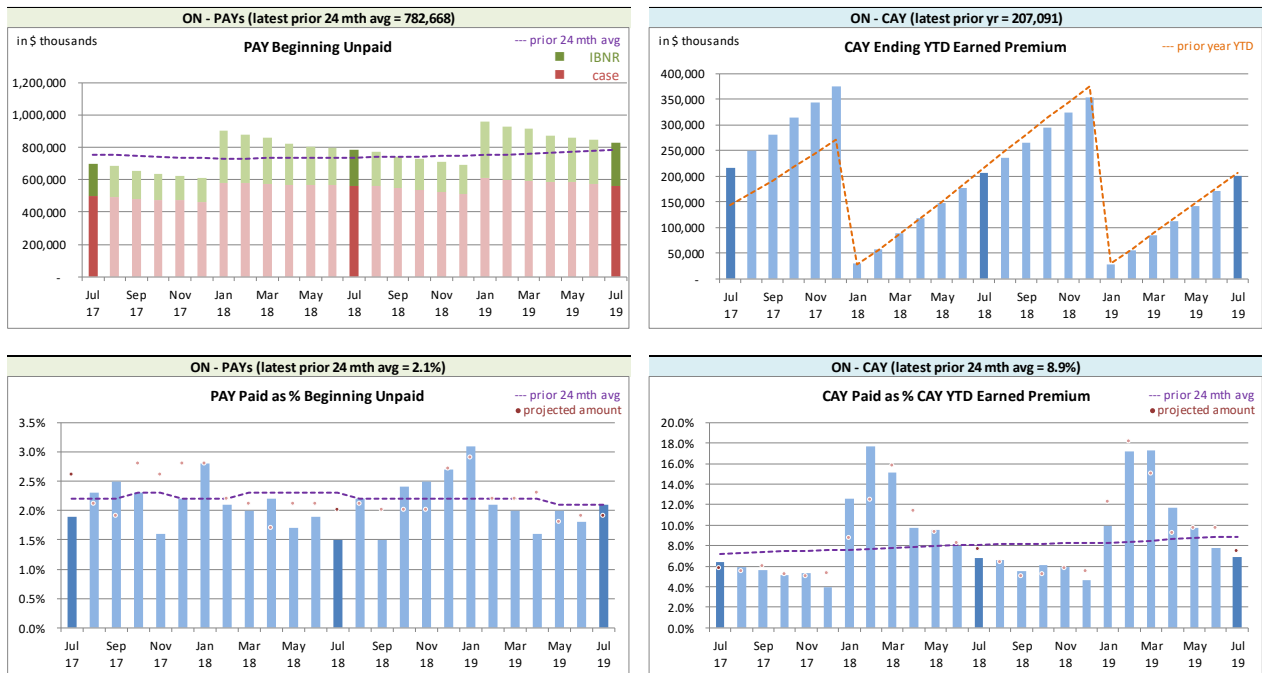 ON - PAYs (latest prior 24 mth avg = 782,668)
in $ thousands
PAY Beginning Unpaid
--- prior 24 mth avg
IBNR
case
1,200,000
1,000,000
800,000
600,000
400,000
200,000
-
Jul Sep Nov Jan Mar May Jul Sep Nov Jan Mar May Jul
17 17 17 18 18 18 18 18 18 19 19 19 19
ON - CAY (latest prior yr = 207,091)
in $ thousands
CAY Ending YTD Earned Premium
--- prior year YTD
400,000
350,000
300,000
250,000
200,000
150,000
100,000
50,000
-
Jul Sep Nov Jan Mar May Jul Sep Nov Jan Mar May Jul
17 17 17 18 18 18 18 18 18 19 19 19 19
ON - PAYs (latest prior 24 mth avg = 2.1%)
PAY Paid as % Beginning Unpaid
--- prior 24 mth avg
• projected amount
3.5%
3.0%
2.5%
2.0%
1.5%
1.0%
0.5%
0.0%
Jul Sep Nov Jan Mar May Jul Sep Nov Jan Mar May Jul
17 17 17 18 18 18 18 18 18 19 19 19 19
ON - CAY (latest prior 24 mth avg = 8.9%)
CAY Paid as % CAY YTD Earned Premium
--- prior 24 mth avg
• projected amount
20.0%
18.0%
16.0%
14.0%
12.0%
10.0%
8.0%
6.0%
4.0%
2.0%
0.0%
Jul Sep Nov Jan Mar May Jul Sep Nov Jan Mar May Jul
17 17 17 18 18 18 18 18 18 19 19 19 19